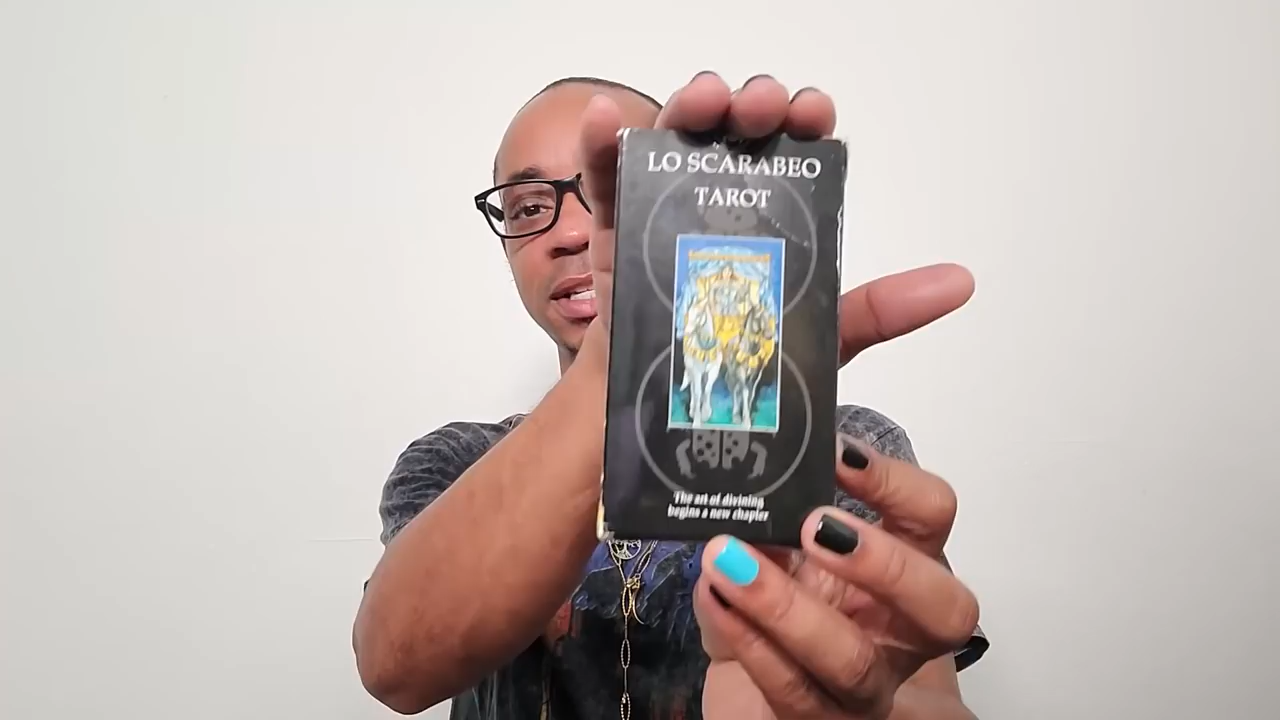 LO SCARABEO
TAROT
The art of divining
begins a new chapter